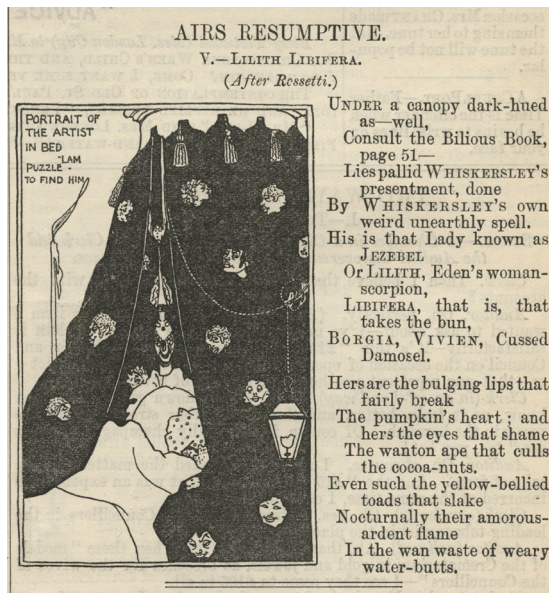 AIRS RESUMPTIVE.
V.—LILITH LIBIFERA.
(After Rossetti.)
PORTRAIT OF
THE ARTIST
IN BED
PUZZLE -
TO FIND HIM
UNDER a canopy dark-hued
as—well,
Consult the Bilious Book,
page 51—
Lies pallid WHISKERSLEY'S
presentment, done
By WHISKERSLEY'S own
weird unearthly spell.
His is that Lady known as
JEZEBEL
Or LILITH, Eden's woman-
scorpion,
LIBIFERA, that is, that
takes the bun,
BORGIA, VIVIEN, Cussed
Damosel.
Hers are the bulging lips that
fairly break
The pumpkin's heart; and
hers the eyes that shame
The wanton ape that culls
the cocoa-nuts.
Even such the yellow-bellied
toads that slake
Nocturnally their amorous-
ardent flame
In the wan waste of weary
water-butts.